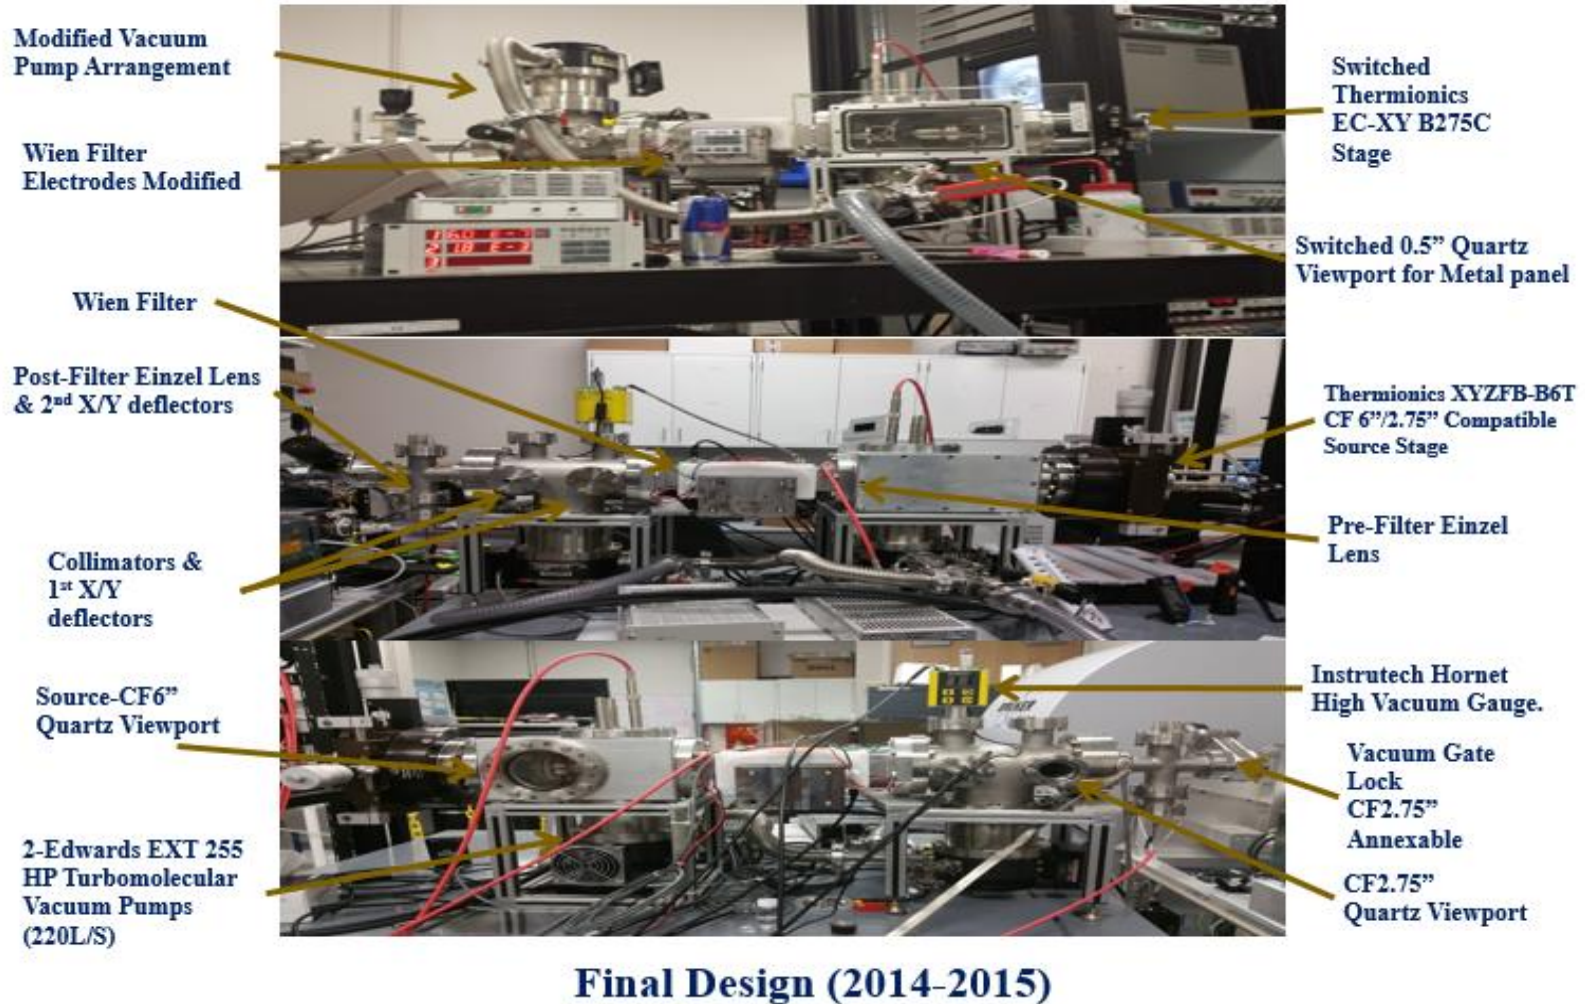 Modified Vacuum
Pump Arrangement
Wien Filter
Electrodes Modified
Wien Filter
Post-Filter Einzel Lens
& 2nd X/Y deflectors
Collimators &
1st X/Y
deflectors
Source-CF6”
Quartz Viewport
2-Edwards EXT 255
HP Turbomolecular
Vacuum Pumps
(220L/S)
Switched
Thermionics
EC-XY B275C
Stage
Switched 0.5” Quartz
Viewport for Metal panel
Thermionics XYZFB-B6T
CF 6”/2.75” Compatible
Source Stage
Pre-Filter Einzel
Lens
Instrutech Hornet
High Vacuum Gauge.
Vacuum Gate
Lock
CF2.75”
Annexable
CF2.75”
Quartz Viewport
Final Design (2014-2015)